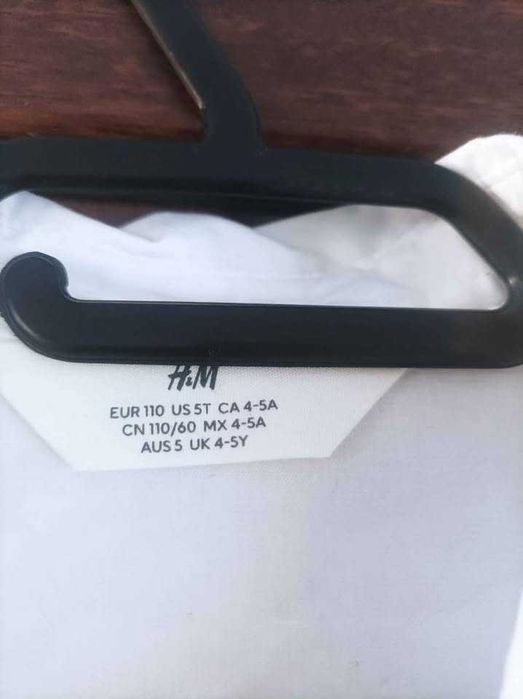 H&M
EUR 110 US 5T CA 4-5A
CN 110/60 MX 4-5A
AUS 5 UK 4-5Y